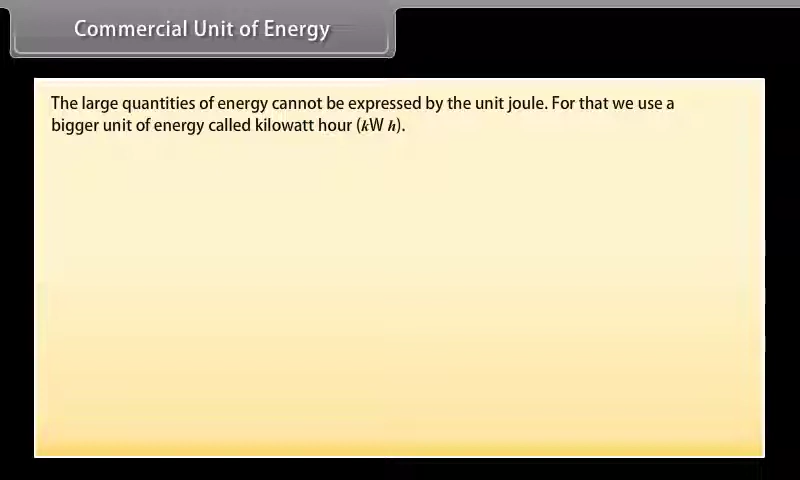 Commercial Unit of Energy
The large quantities of energy cannot be expressed by the unit joule. For that we use a
bigger unit of energy called kilowatt hour (kW h).